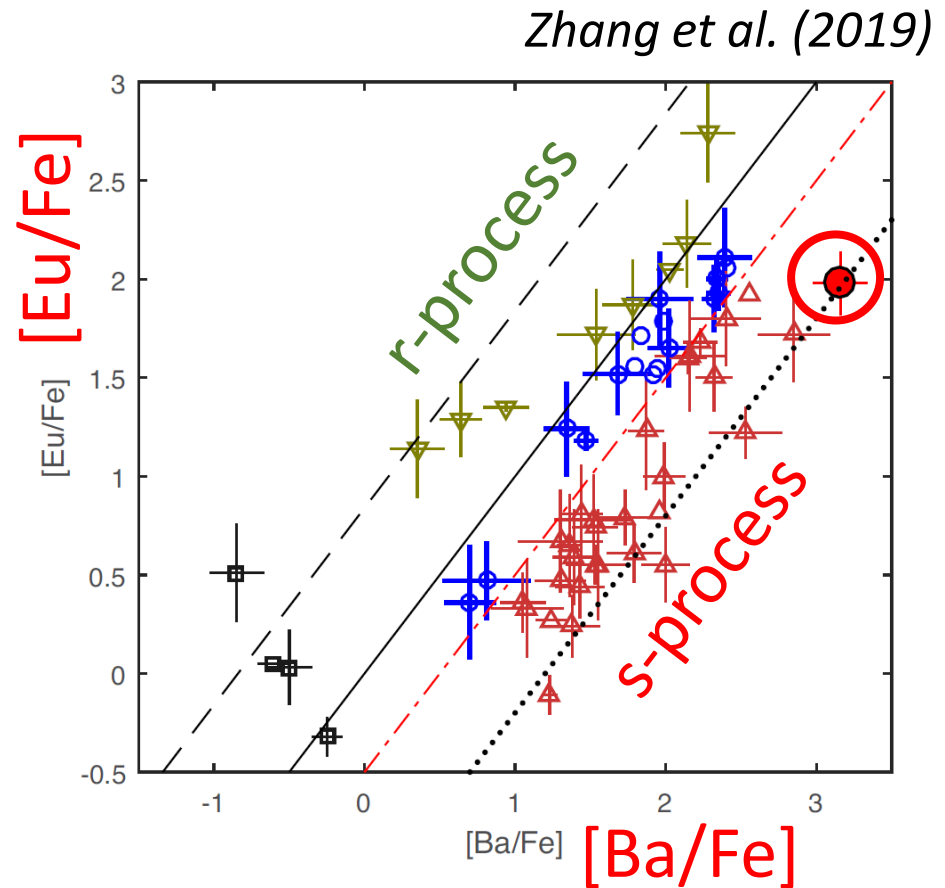 Zhang et al. (2019)
3
2.5
2
1.5
1
0.5
0
-0.5
[Eu/Fe]
[Eu/Fe]
r-process
s-process
-1
0
1
2
3
[Ba/Fe]
[Ba/Fe]